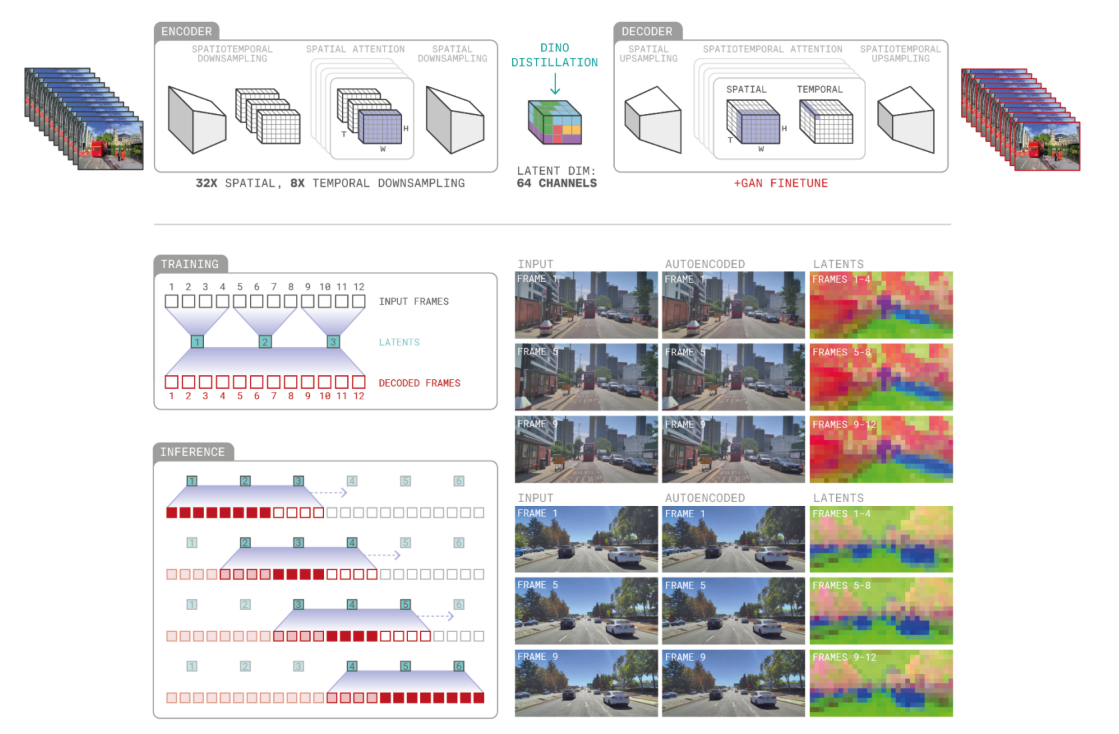 ENCODER
SPATIOTEMPORAL
DOWNSAMPLING
SPATIAL ATTENTION
SPATIAL
DOWNSAMPLING
T
H
W
32X SPATIAL, 8X TEMPORAL DOWNSAMPLING
DINO
DISTILLATION
LATENT DIM:
64 CHANNELS
DECODER
SPATIAL
UPSAMPLING
SPATIOTEMPORAL ATTENTION
SPATIOTEMPORAL
UPSAMPLING
SPATIAL
TEMPORAL
T
H
W
+GAN FINETUNE
TRAINING
1 2 3 4 5 6 7 8 9 10 11 12
INPUT FRAMES
1 2 3
LATENTS
DECODED FRAMES
1 2 3 4 5 6 7 8 9 10 11 12
INFERENCE
1 2 3 4 5 6
1 2 3 4 5 6
1 2 3 4 5 6
1 2 3 4 5 6
INPUT AUTOENCODED LATENTS
FRAME 1 FRAME 1 FRAMES 1-4
FRAME 5 FRAME 5 FRAMES 5-8
FRAME 9 FRAME 9 FRAMES 9-12
INPUT AUTOENCODED LATENTS
FRAME 1 FRAME 1 FRAMES 1-4
FRAME 5 FRAME 5 FRAMES 5-8
FRAME 9 FRAME 9 FRAMES 9-12